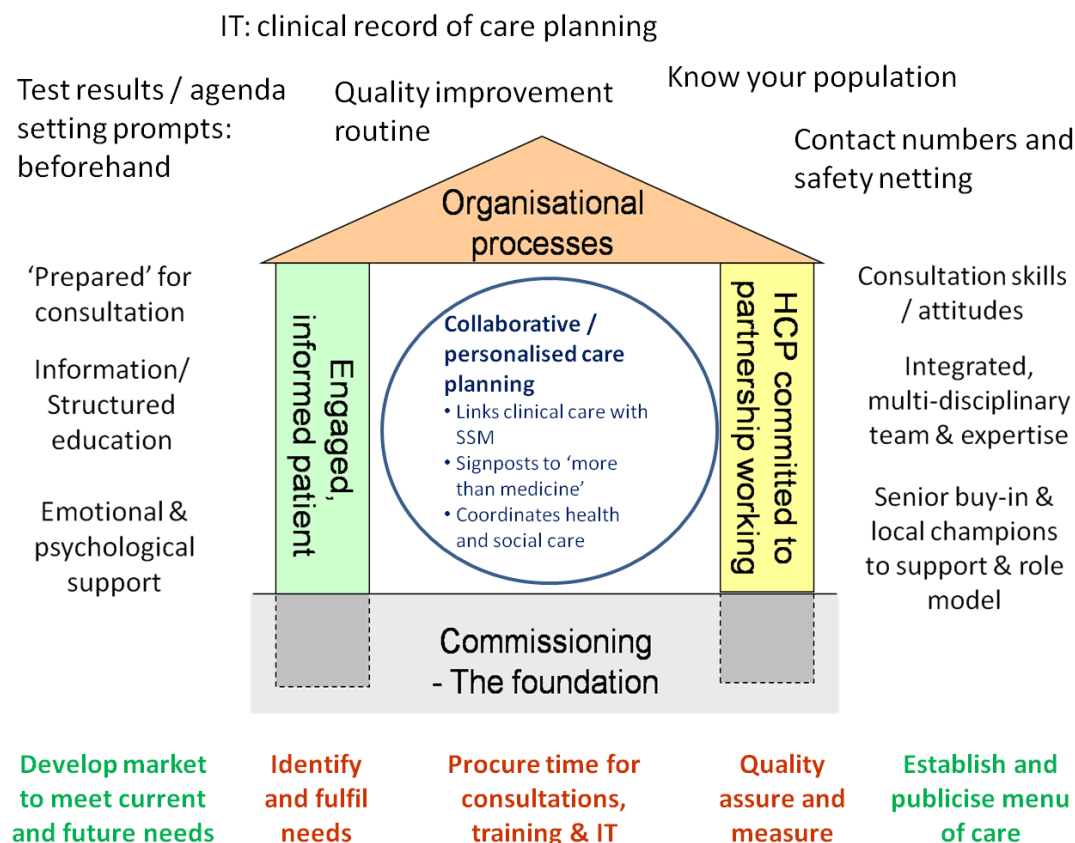 IT: clinical record of care planning
Test results / agenda
setting prompts:
beforehand
Quality improvement
routine
Know your population
Contact numbers and
safety netting
Organisational
processes
‘Prepared’ for
consultation
Information/
Structured
education
Emotional &
psychological
support
Engaged,
informed patient
Collaborative /
personalised care
planning
• Links clinical care with
SSM
• Signposts to ‘more
than medicine’
• Coordinates health
and social care
HCP committed to
partnership working
Consultation skills
/ attitudes
Integrated,
multi-disciplinary
team & expertise
Senior buy-in &
local champions
to support & role
model
Commissioning
- The foundation
Develop market
to meet current
and future needs
Identify
and fulfil
needs
Procure time for
consultations,
training & IT
Quality
assure and
measure
Establish and
publicise menu
of care